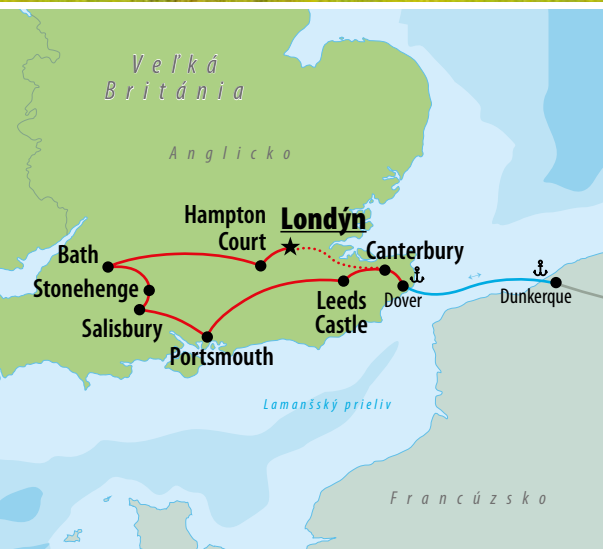 Veľká
Británia
Anglicko
Hampton
Court
Londýn
Bath
Canterbury
Stonehenge
Leeds
Castle
Dover
Dunkerque
Salisbury
Portsmouth
Lamanšský prieliv
Francúzsko